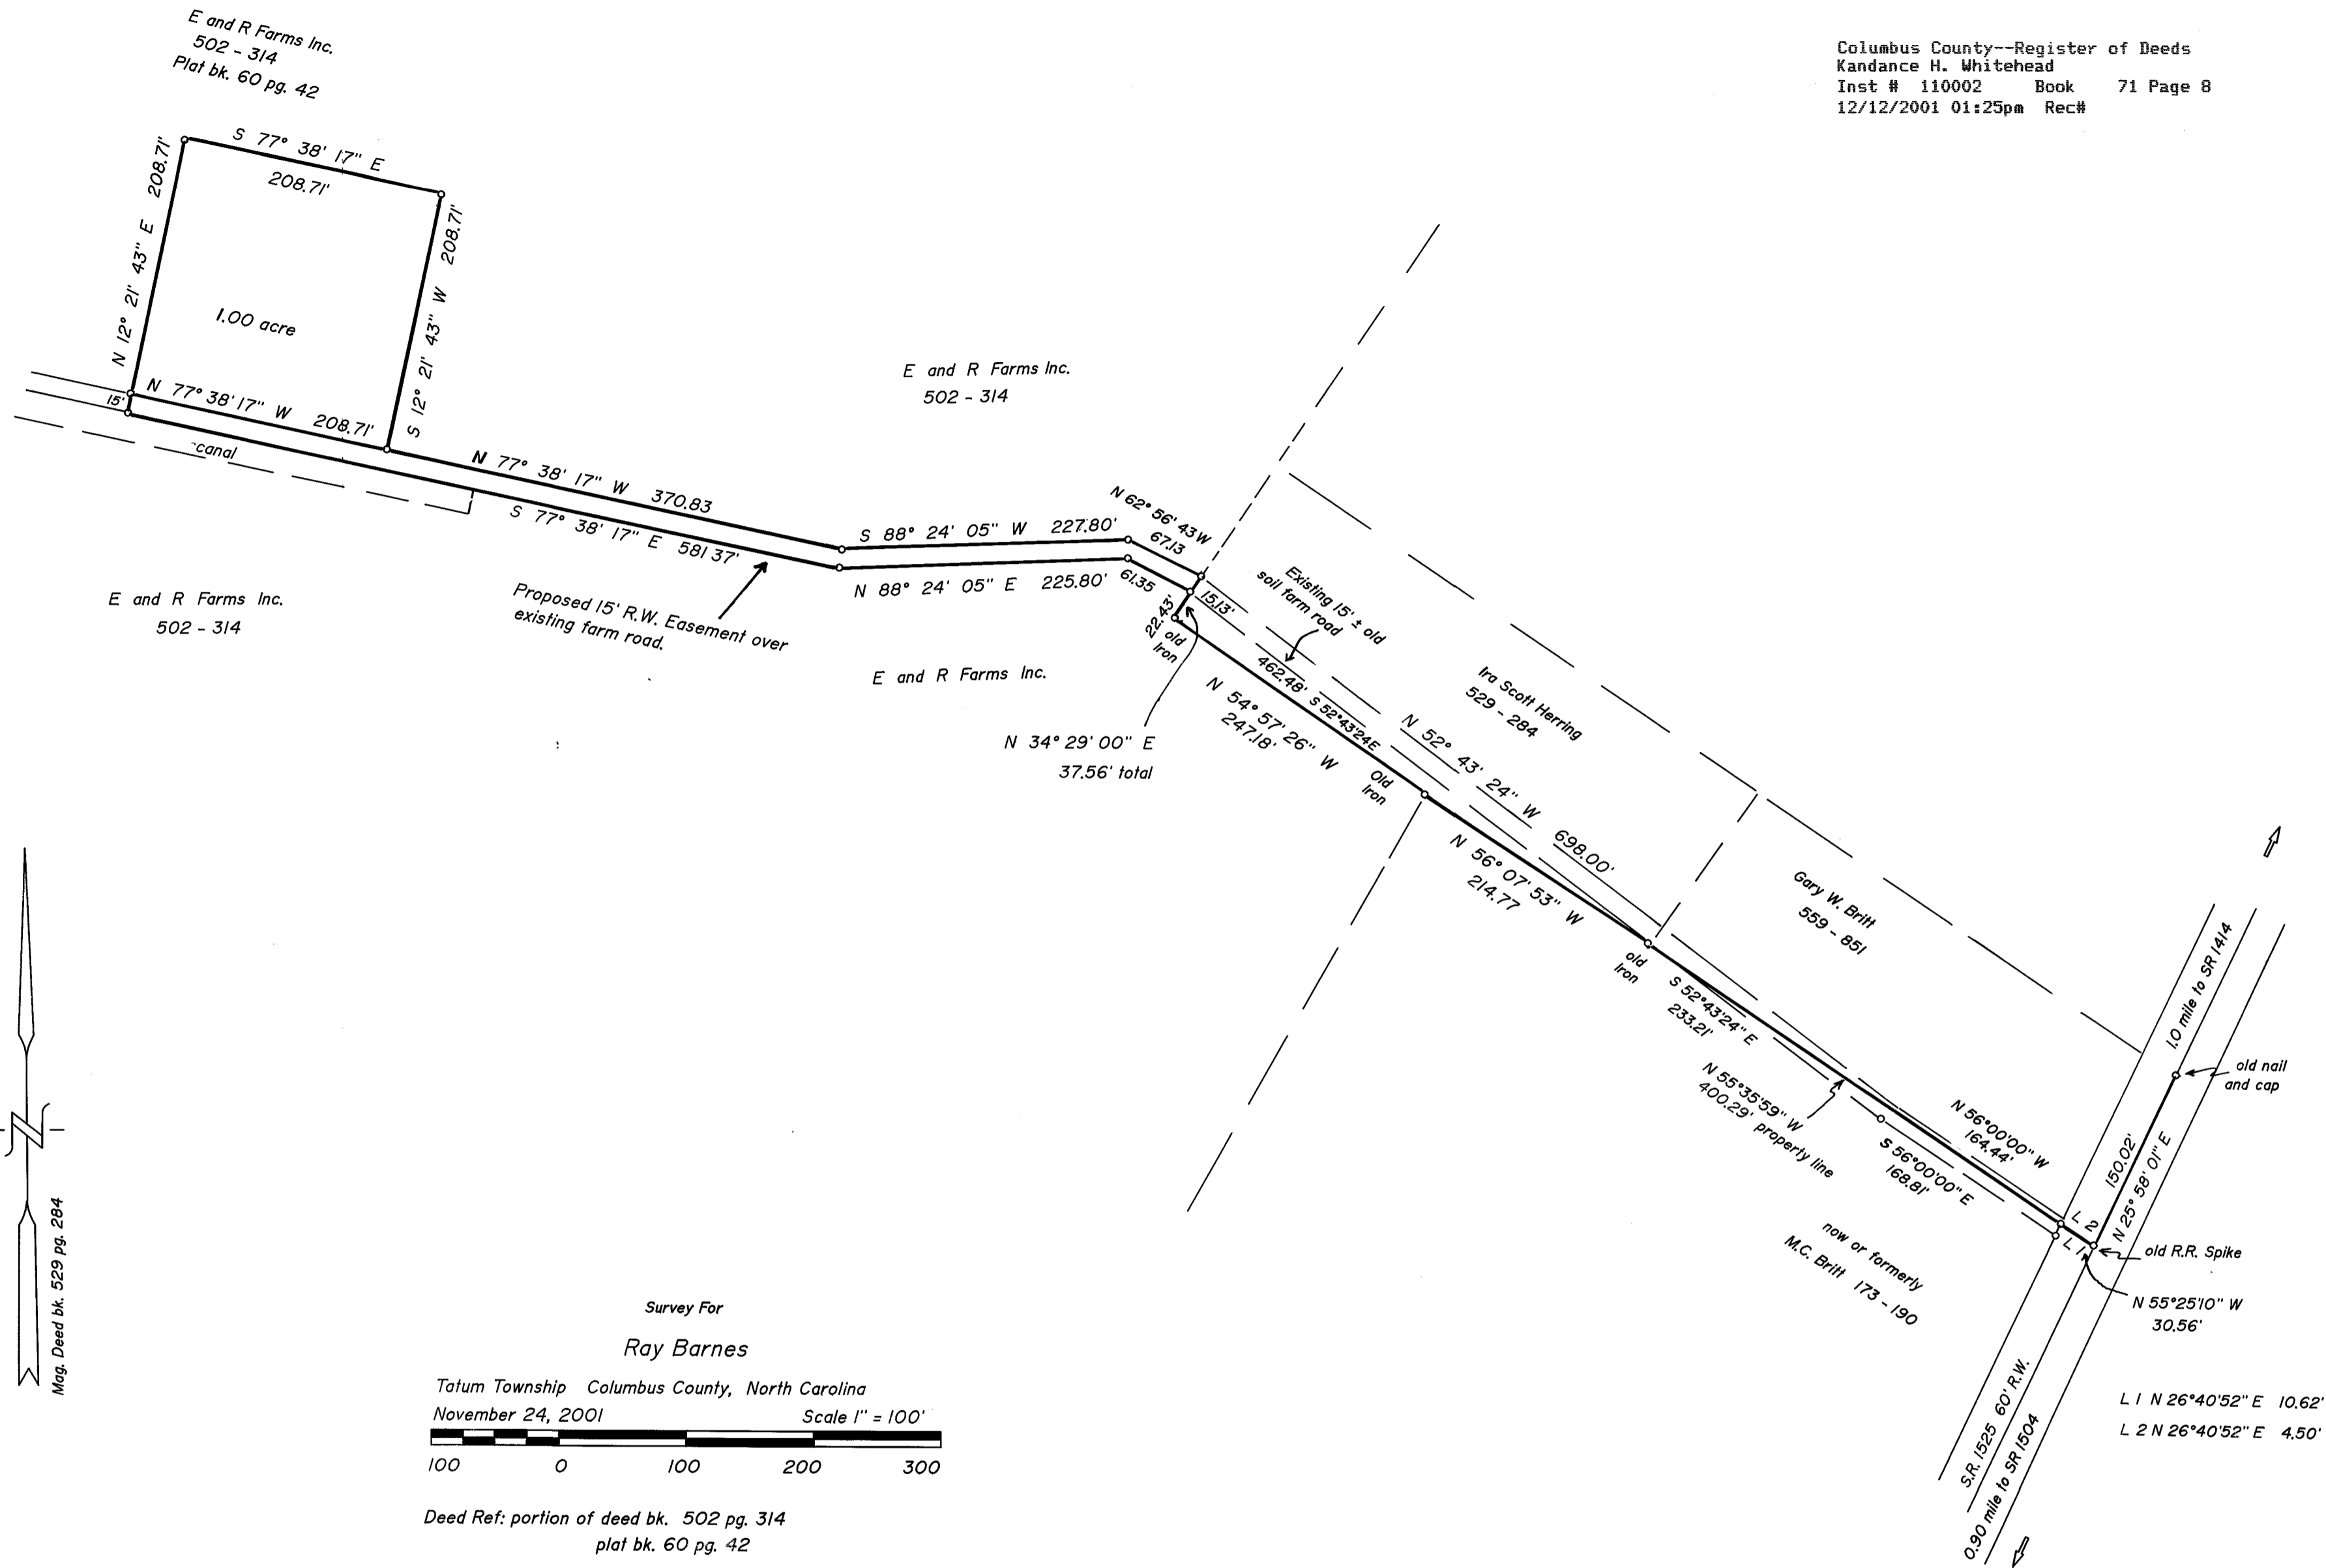 Columbus County--Register of Deeds
Kandance H. Whitehead
Inst # 110002 Book 71 Page 8
12/12/2001 01:25pm Rec#
E and R Farms Inc.
502 - 314
Plat bk. 60 pg. 42
S 77° 38' 17" E
208.71'
N 12° 21' 43" E 208.71'
S 12° 21' 43" W 208.71'
1.00 acre
N 77° 38' 17" W 208.71'
15'
canal
N 77° 38' 17" W 370.83
S 77° 38' 17" E 581.37'
Proposed 15' R.W. Easement over
existing farm road.
E and R Farms Inc.
502 - 314
E and R Farms Inc.
502 - 314
S 88° 24' 05" W 227.80'
N 88° 24' 05" E 225.80'
N 62° 56' 43 W
67.13
61.35
15.13'
22.43'
old
Iron
E and R Farms Inc.
N 34° 29' 00" E
37.56' total
Existing 15' ± old
soil farm road
462.48' S 52°43'24E
N 54° 57' 26" W
247.18'
Old
Iron
N 52° 43' 24" W 698.00'
Ira Scott Herring
529 - 284
N 56° 07' 53" W
214.77
old
Iron
Gary W. Britt
559 - 851
S 52°43'24" E
233.21'
N 55°35'59" W
400.29' property line
N 56°00'00" W
164.44'
S 56°00'00" E
168.81'
now or formerly
M.C. Britt 173 - 190
1.0 mile to SR 1414
old nail
and cap
150.02'
N 25° 58' 01" E
L 2
L 1
old R.R. Spike
N 55°25'10" W
30.56'
S.R. 1525 60' R.W.
0.90 mile to SR 1504
L 1 N 26°40'52" E 10.62'
L 2 N 26°40'52" E 4.50'
Mag. Deed bk. 529 pg. 284
N
Survey For
Ray Barnes
Tatum Township Columbus County, North Carolina
November 24, 2001 Scale 1" = 100'
100 0 100 200 300
Deed Ref: portion of deed bk. 502 pg. 314
plat bk. 60 pg. 42